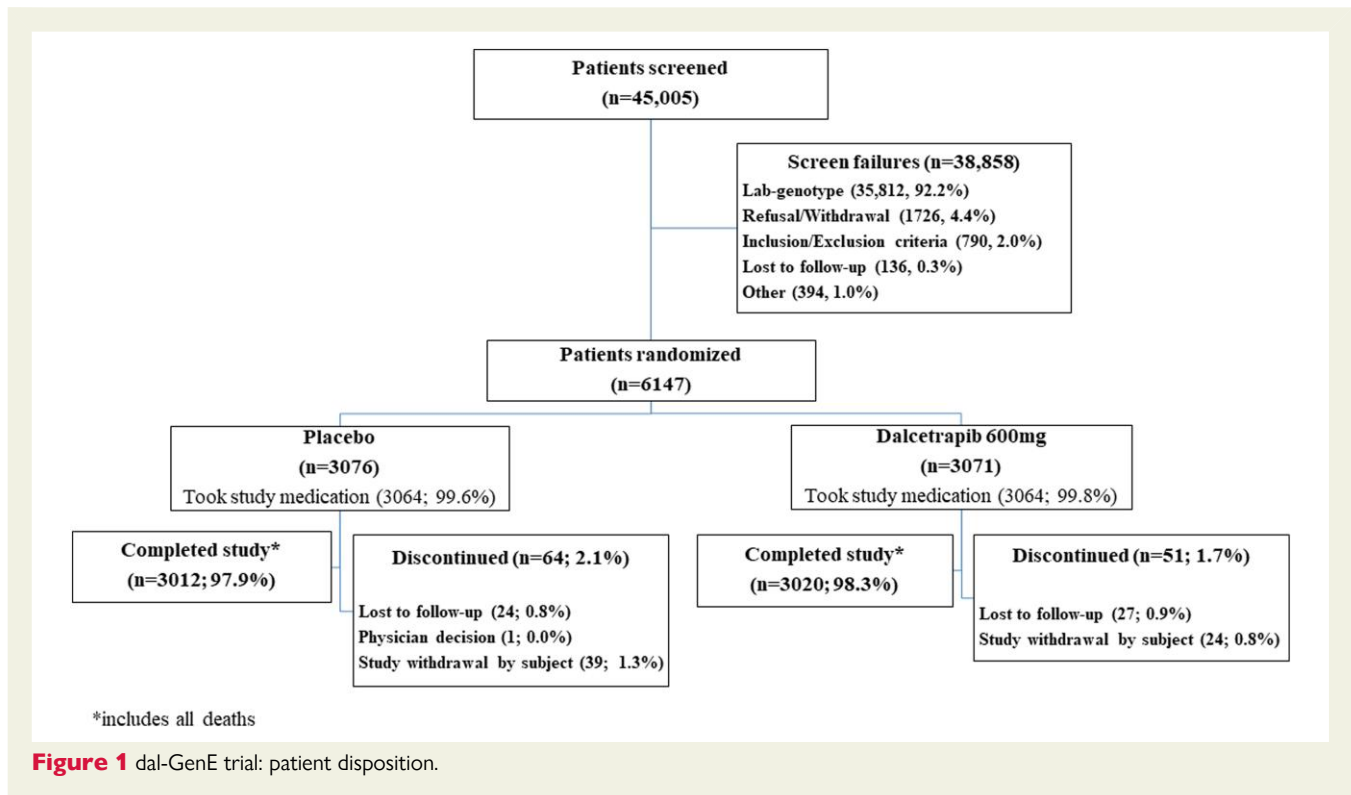 Patients screened
(n=45,005)
Screen failures (n=38,858)
Lab-genotype (35,812, 92.2%)
Refusal/Withdrawal (1726, 4.4%)
Inclusion/Exclusion criteria (790, 2.0%)
Lost to follow-up (136, 0.3%)
Other (394, 1.0%)
Patients randomized
(n=6147)
Placebo
(n=3076)
Took study medication (3064; 99.6%)
Dalcetrapib 600mg
(n=3071)
Took study medication (3064; 99.8%)
Completed study*
(n=3012; 97.9%)
Discontinued (n=64; 2.1%)
Lost to follow-up (24; 0.8%)
Physician decision (1; 0.0%)
Study withdrawal by subject (39; 1.3%)
Completed study*
(n=3020; 98.3%)
Discontinued (n=51; 1.7%)
Lost to follow-up (27; 0.9%)
Study withdrawal by subject (24; 0.8%)
*includes all deaths
Figure 1 dal-GenE trial: patient disposition.